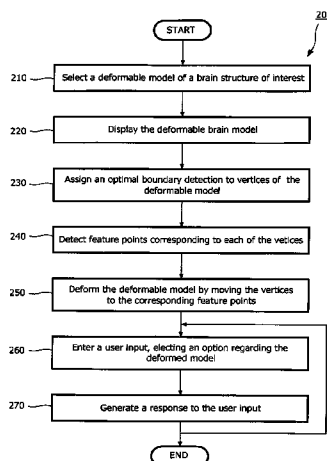 20
START
210
Select a deformable model of a brain structure of interest
220
Display the deformable brain model
230
Assign an optimal boundary detection to vertices of the
deformable model
240
Detect feature points corresponding to each of the vetices
250
Deform the deformable model by moving the vertices
to the corresponding feature points
260
Enter a user input, electing an option regarding the
deformed model
270
Generate a response to the user input
END